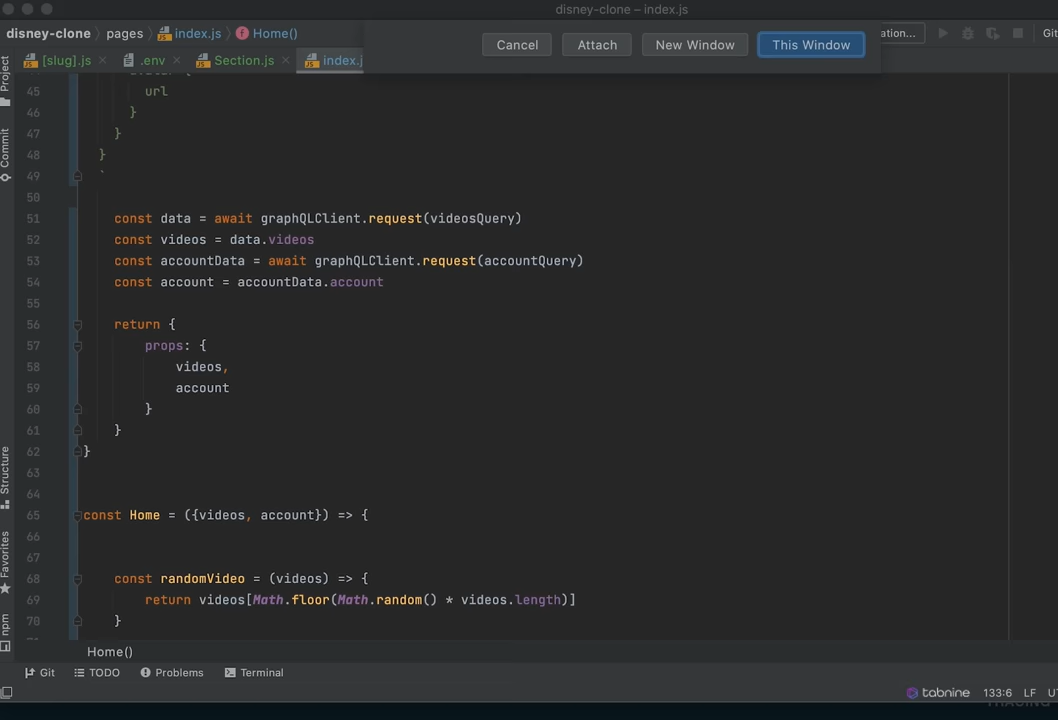 disney-clone – index.js
disney-clone pages index.js Home()
Cancel Attach New Window This Window
ation... Git
[slug].js .env Section.js index.j
Project
Commit
Structure
Favorites
npm
45 url
46 }
47 }
48 }
49 `
50
51 const data = await graphQLClient.request(videosQuery)
52 const videos = data.videos
53 const accountData = await graphQLClient.request(accountQuery)
54 const account = accountData.account
55
56 return {
57 props: {
58 videos,
59 account
60 }
61 }
62 }
63
64
65 const Home = ({videos, account}) => {
66
67
68 const randomVideo = (videos) => {
69 return videos[Math.floor(Math.random() * videos.length)]
70 }
Home()
Git TODO Problems Terminal
tabnine 133:6 LF